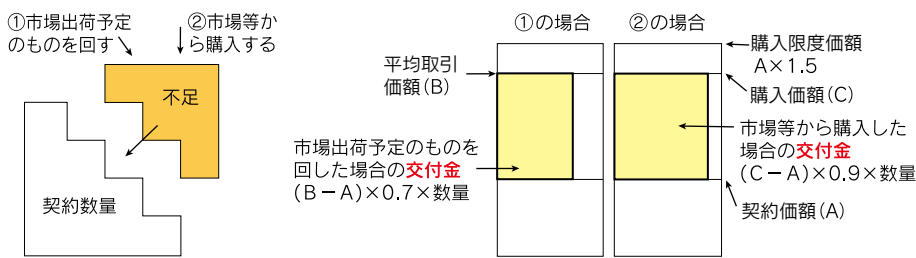 ①市場出荷予定
のものを回す
②市場等か
ら購入する
不足
契約数量
①の場合
②の場合
平均取引
価額(B)
市場出荷予定のものを
回した場合の交付金
(B－A)×0.7×数量
購入限度価額
A×1.5
購入価額(C)
市場等から購入した
場合の交付金
(C－A)×0.9×数量
契約価額(A)